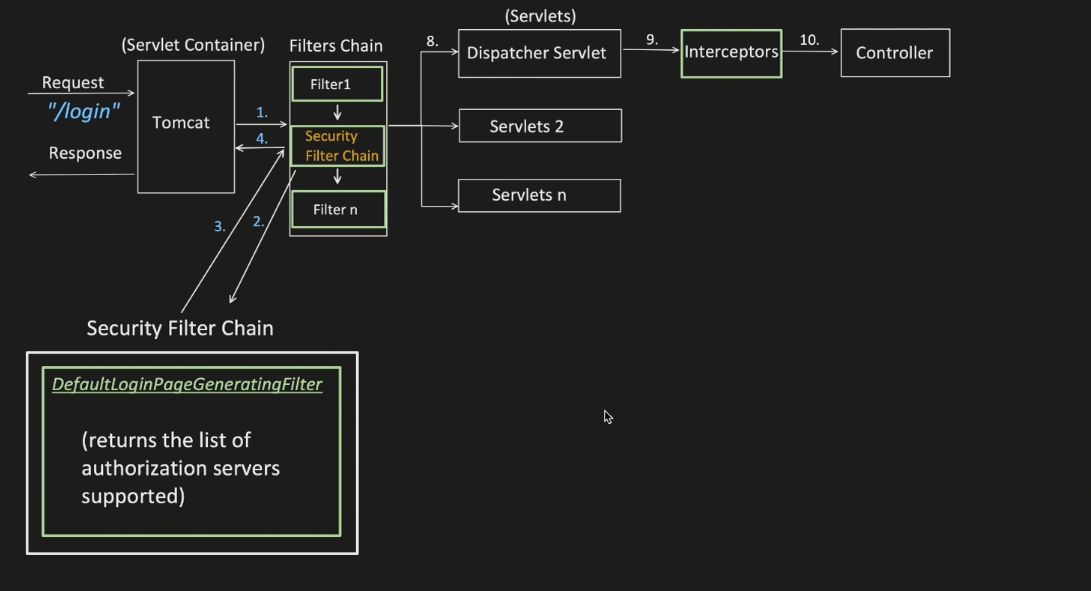 (Servlets)
(Servlet Container)
Filters Chain
8.
Dispatcher Servlet
9.
Interceptors
10.
Controller
Request
"/login"
Response
Tomcat
1.
4.
Filter1
Security
Filter Chain
Filter n
Servlets 2
Servlets n
3.
2.
Security Filter Chain
DefaultLoginPageGeneratingFilter
(returns the list of
authorization servers
supported)